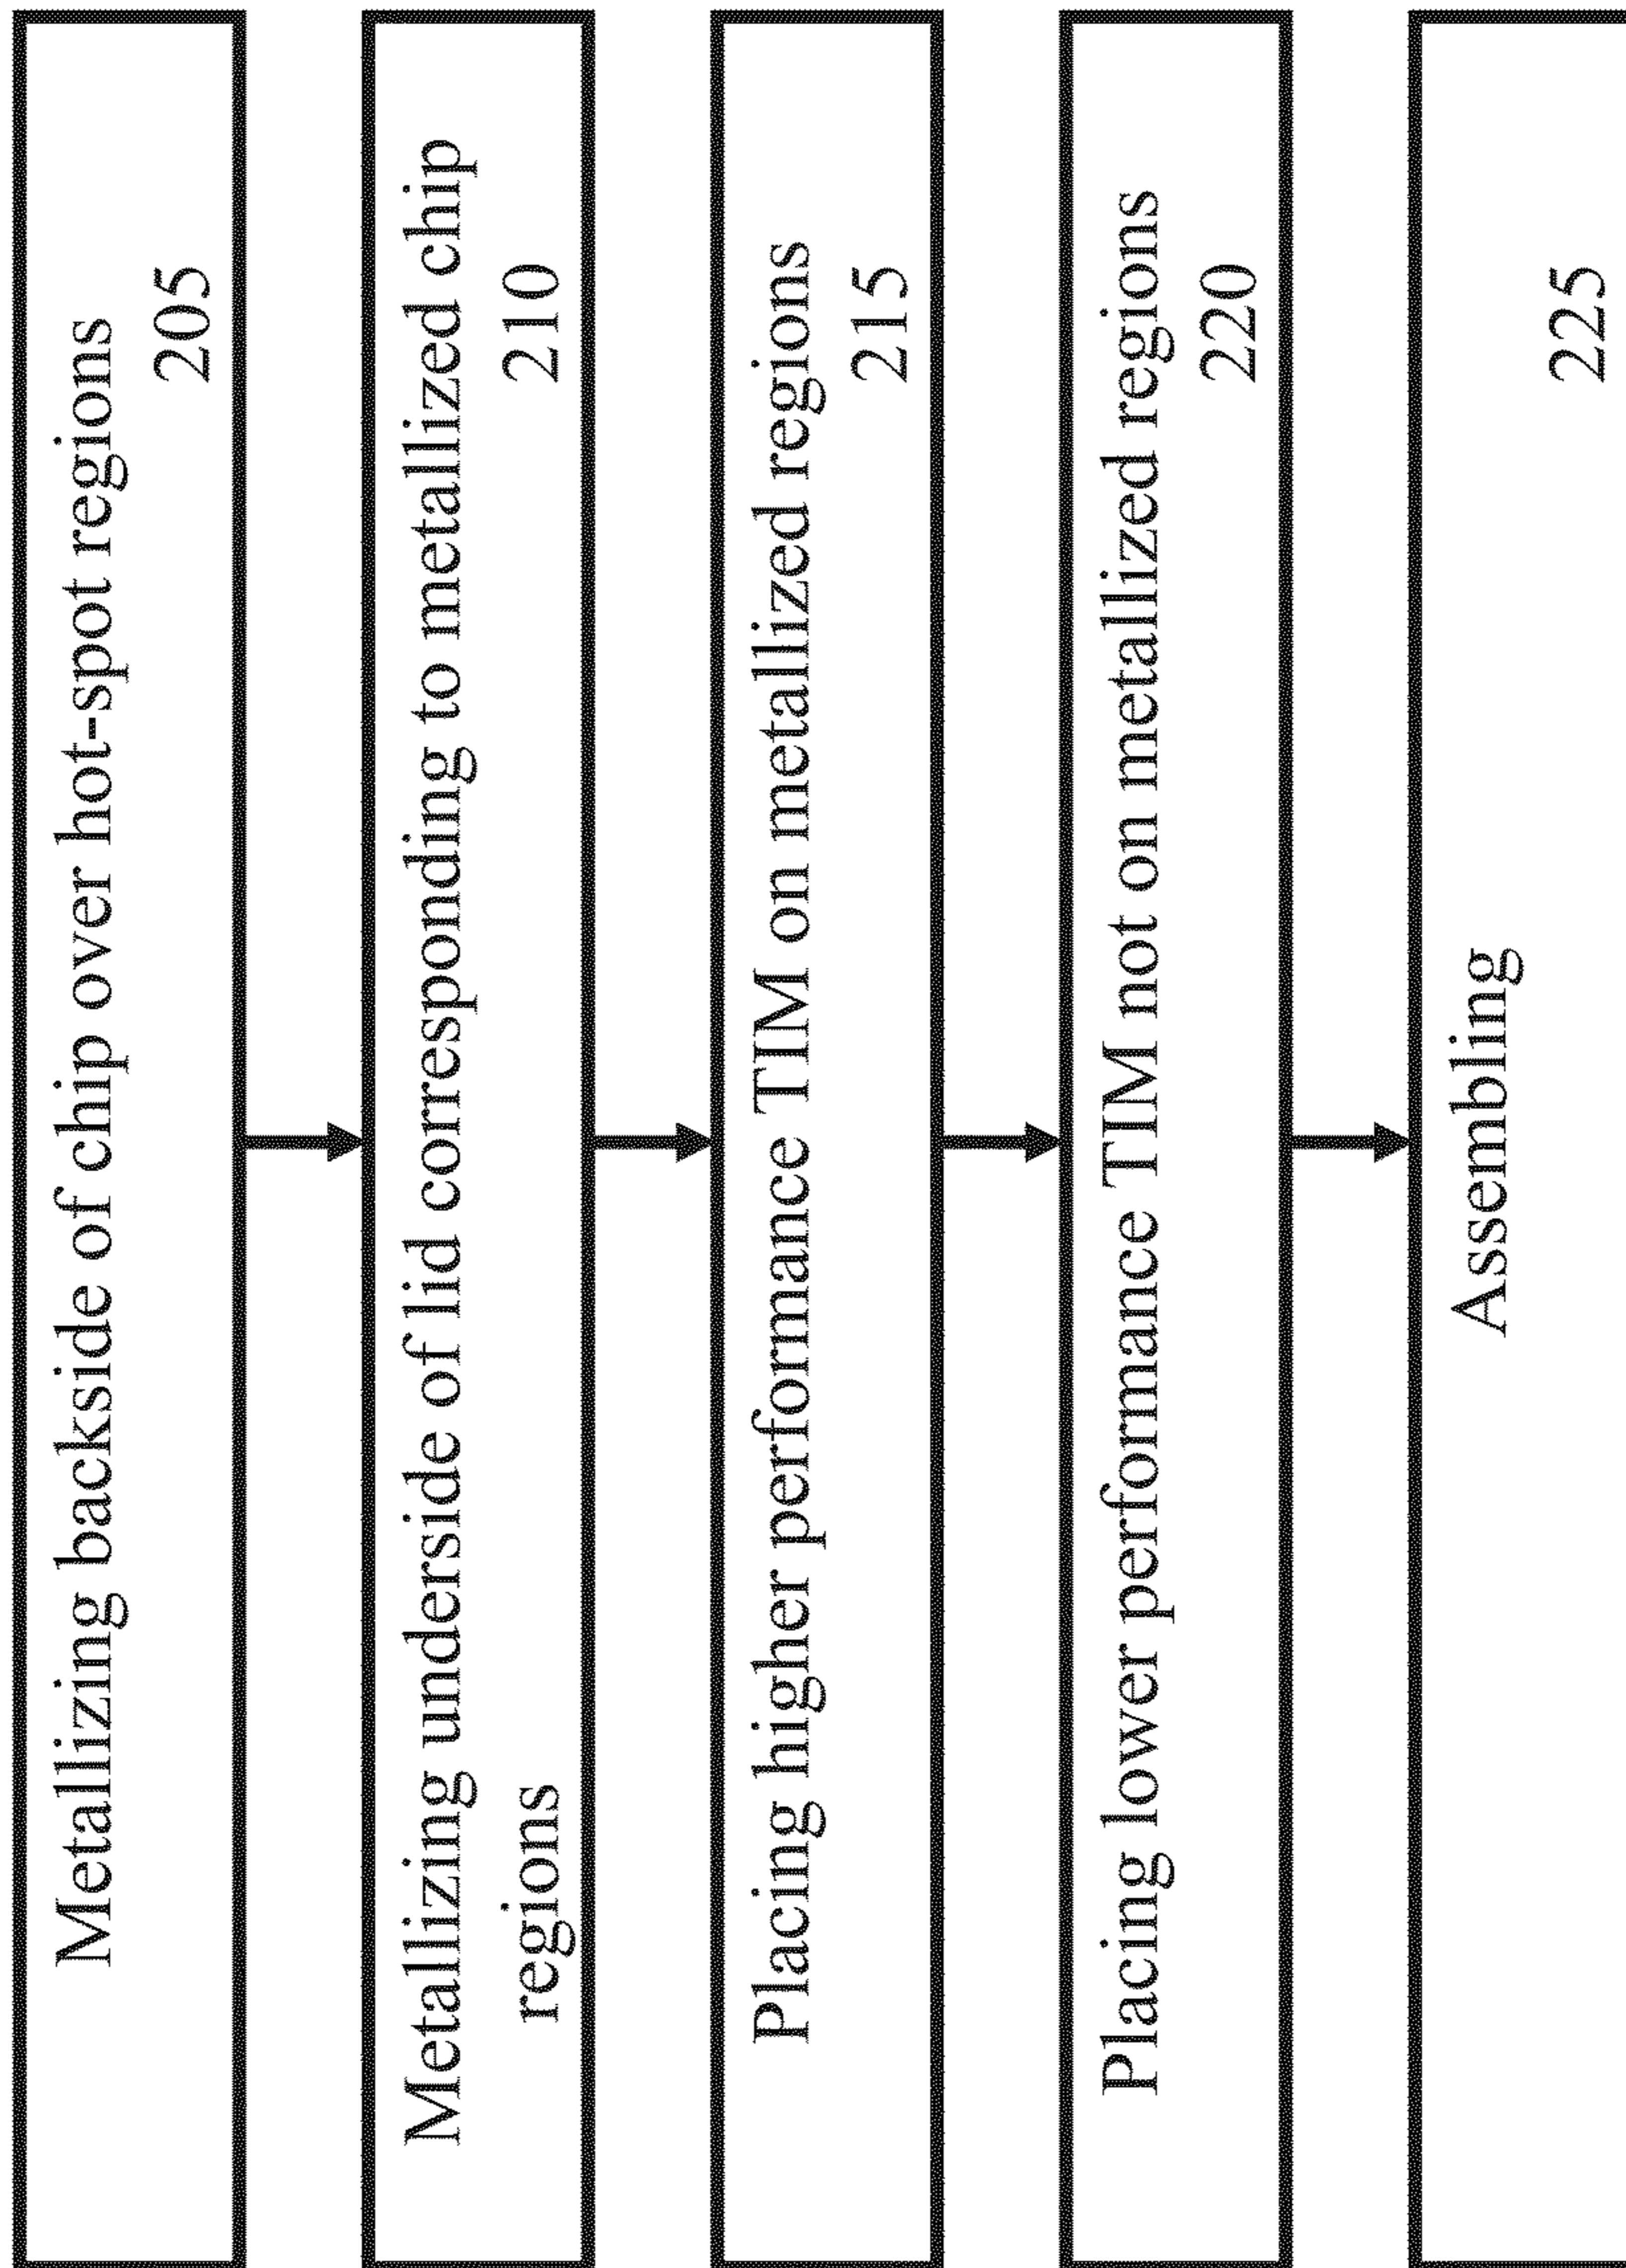 Metallizing backside of chip over hot-spot regions
205
Metallizing underside of lid corresponding to metallized chip
regions 210
Placing higher performance TIM on metallized regions
215
Placing lower performance TIM not on metallized regions
220
Assembling
225